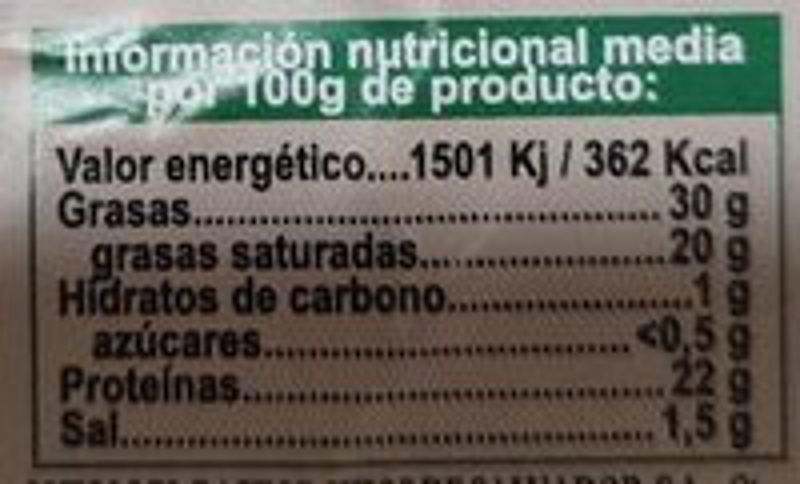 Información nutricional media
por 100g de producto:
Valor energético....1501 Kj / 362 Kcal
Grasas........................................ 30 g
grasas saturadas.......................20 g
Hidratos de carbono.......................1 g
azúcares.................................. <0,5 g
Proteínas..................................... 22 g
Sal................................................ 1,5 g